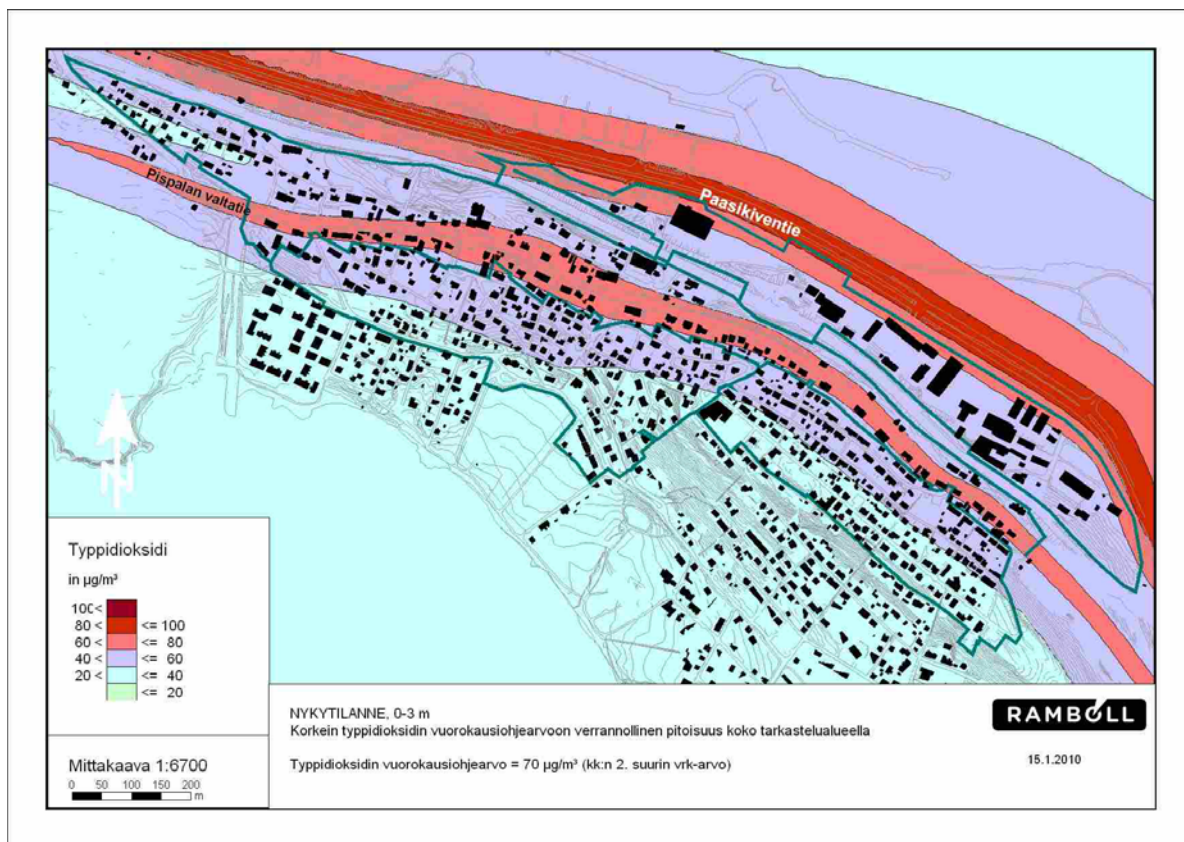 Paasikiventie
Pispalan valtatie
N
Typpidioksidi
in µg/m³
100<
80 < <= 100
60 < <= 80
40 < <= 60
20 < <= 40
<= 20
Mittakaava 1:6700
0 50 100 150 200
m
NYKYTILANNE, 0-3 m
Korkein typpidioksidin vuorokausiohjearvoon verrannollinen pitoisuus koko tarkastelualueella
Typpidioksidin vuorokausiohjearvo = 70 µg/m³ (kk:n 2. suurin vrk-arvo)
RAMBOLL
15.1.2010